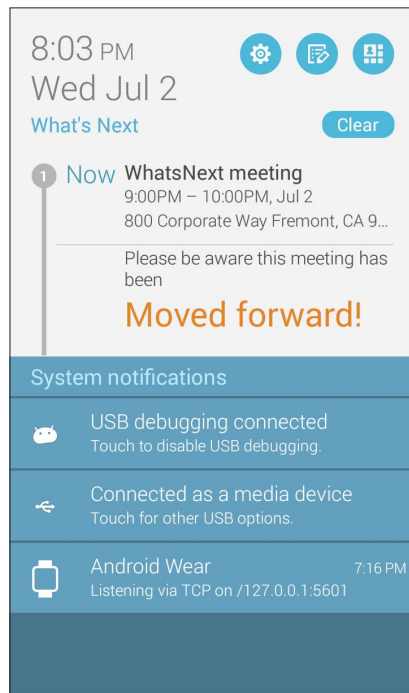 8:03 PM
Wed Jul 2
What's Next
Clear
1 Now WhatsNext meeting
9:00PM – 10:00PM, Jul 2
800 Corporate Way Fremont, CA 9...
Please be aware this meeting has
been
Moved forward!
System notifications
USB debugging connected
Touch to disable USB debugging.
Connected as a media device
Touch for other USB options.
Android Wear 7:16 PM
Listening via TCP on /127.0.0.1:5601